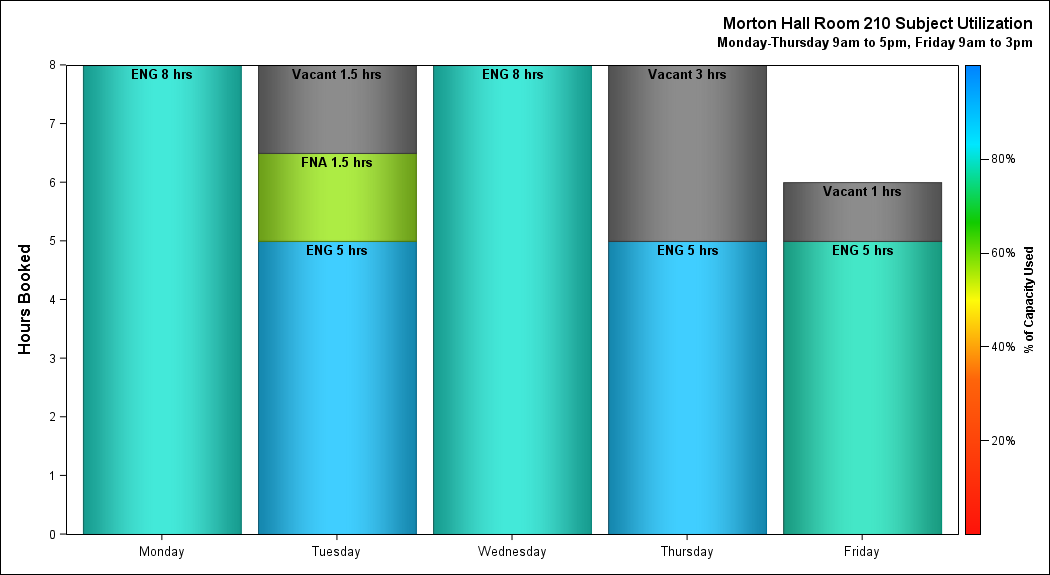 Morton Hall Room 210 Subject Utilization
Monday-Thursday 9am to 5pm, Friday 9am to 3pm
Hours Booked
8
7
6
5
4
3
2
1
0
ENG 8 hrs
Vacant 1.5 hrs
FNA 1.5 hrs
ENG 5 hrs
ENG 8 hrs
Vacant 3 hrs
ENG 5 hrs
Vacant 1 hrs
ENG 5 hrs
Monday
Tuesday
Wednesday
Thursday
Friday
80%
60%
40%
20%
% of Capacity Used